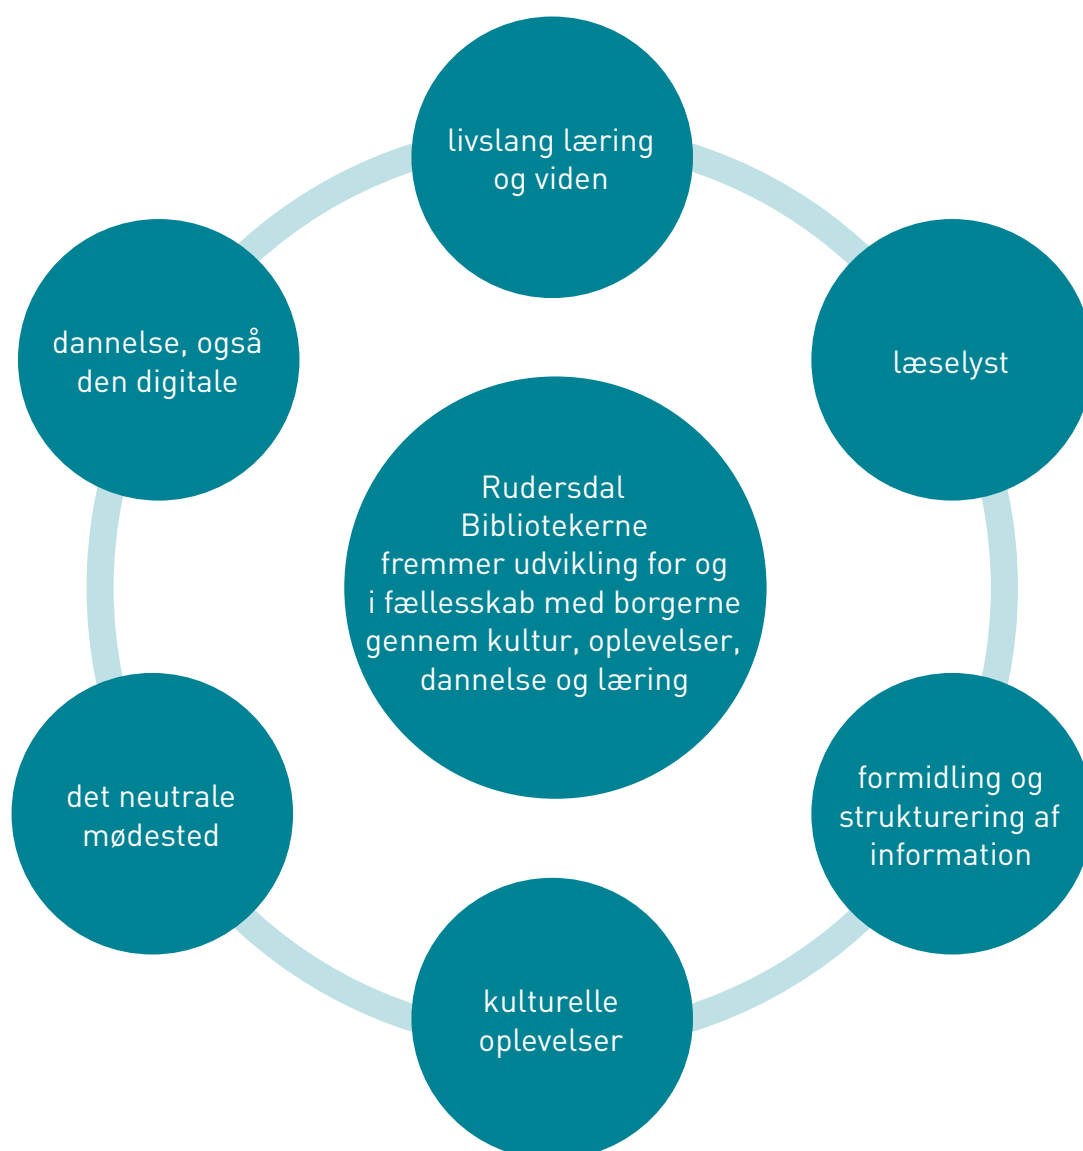 livslang læring
og viden
dannelse, også
den digitale
læselyst
Rudersdal
Bibliotekerne
fremmer udvikling for og
i fællesskab med borgerne
gennem kultur, oplevelser,
dannelse og læring
det neutrale
mødested
formidling og
strukturering af
information
kulturelle
oplevelser